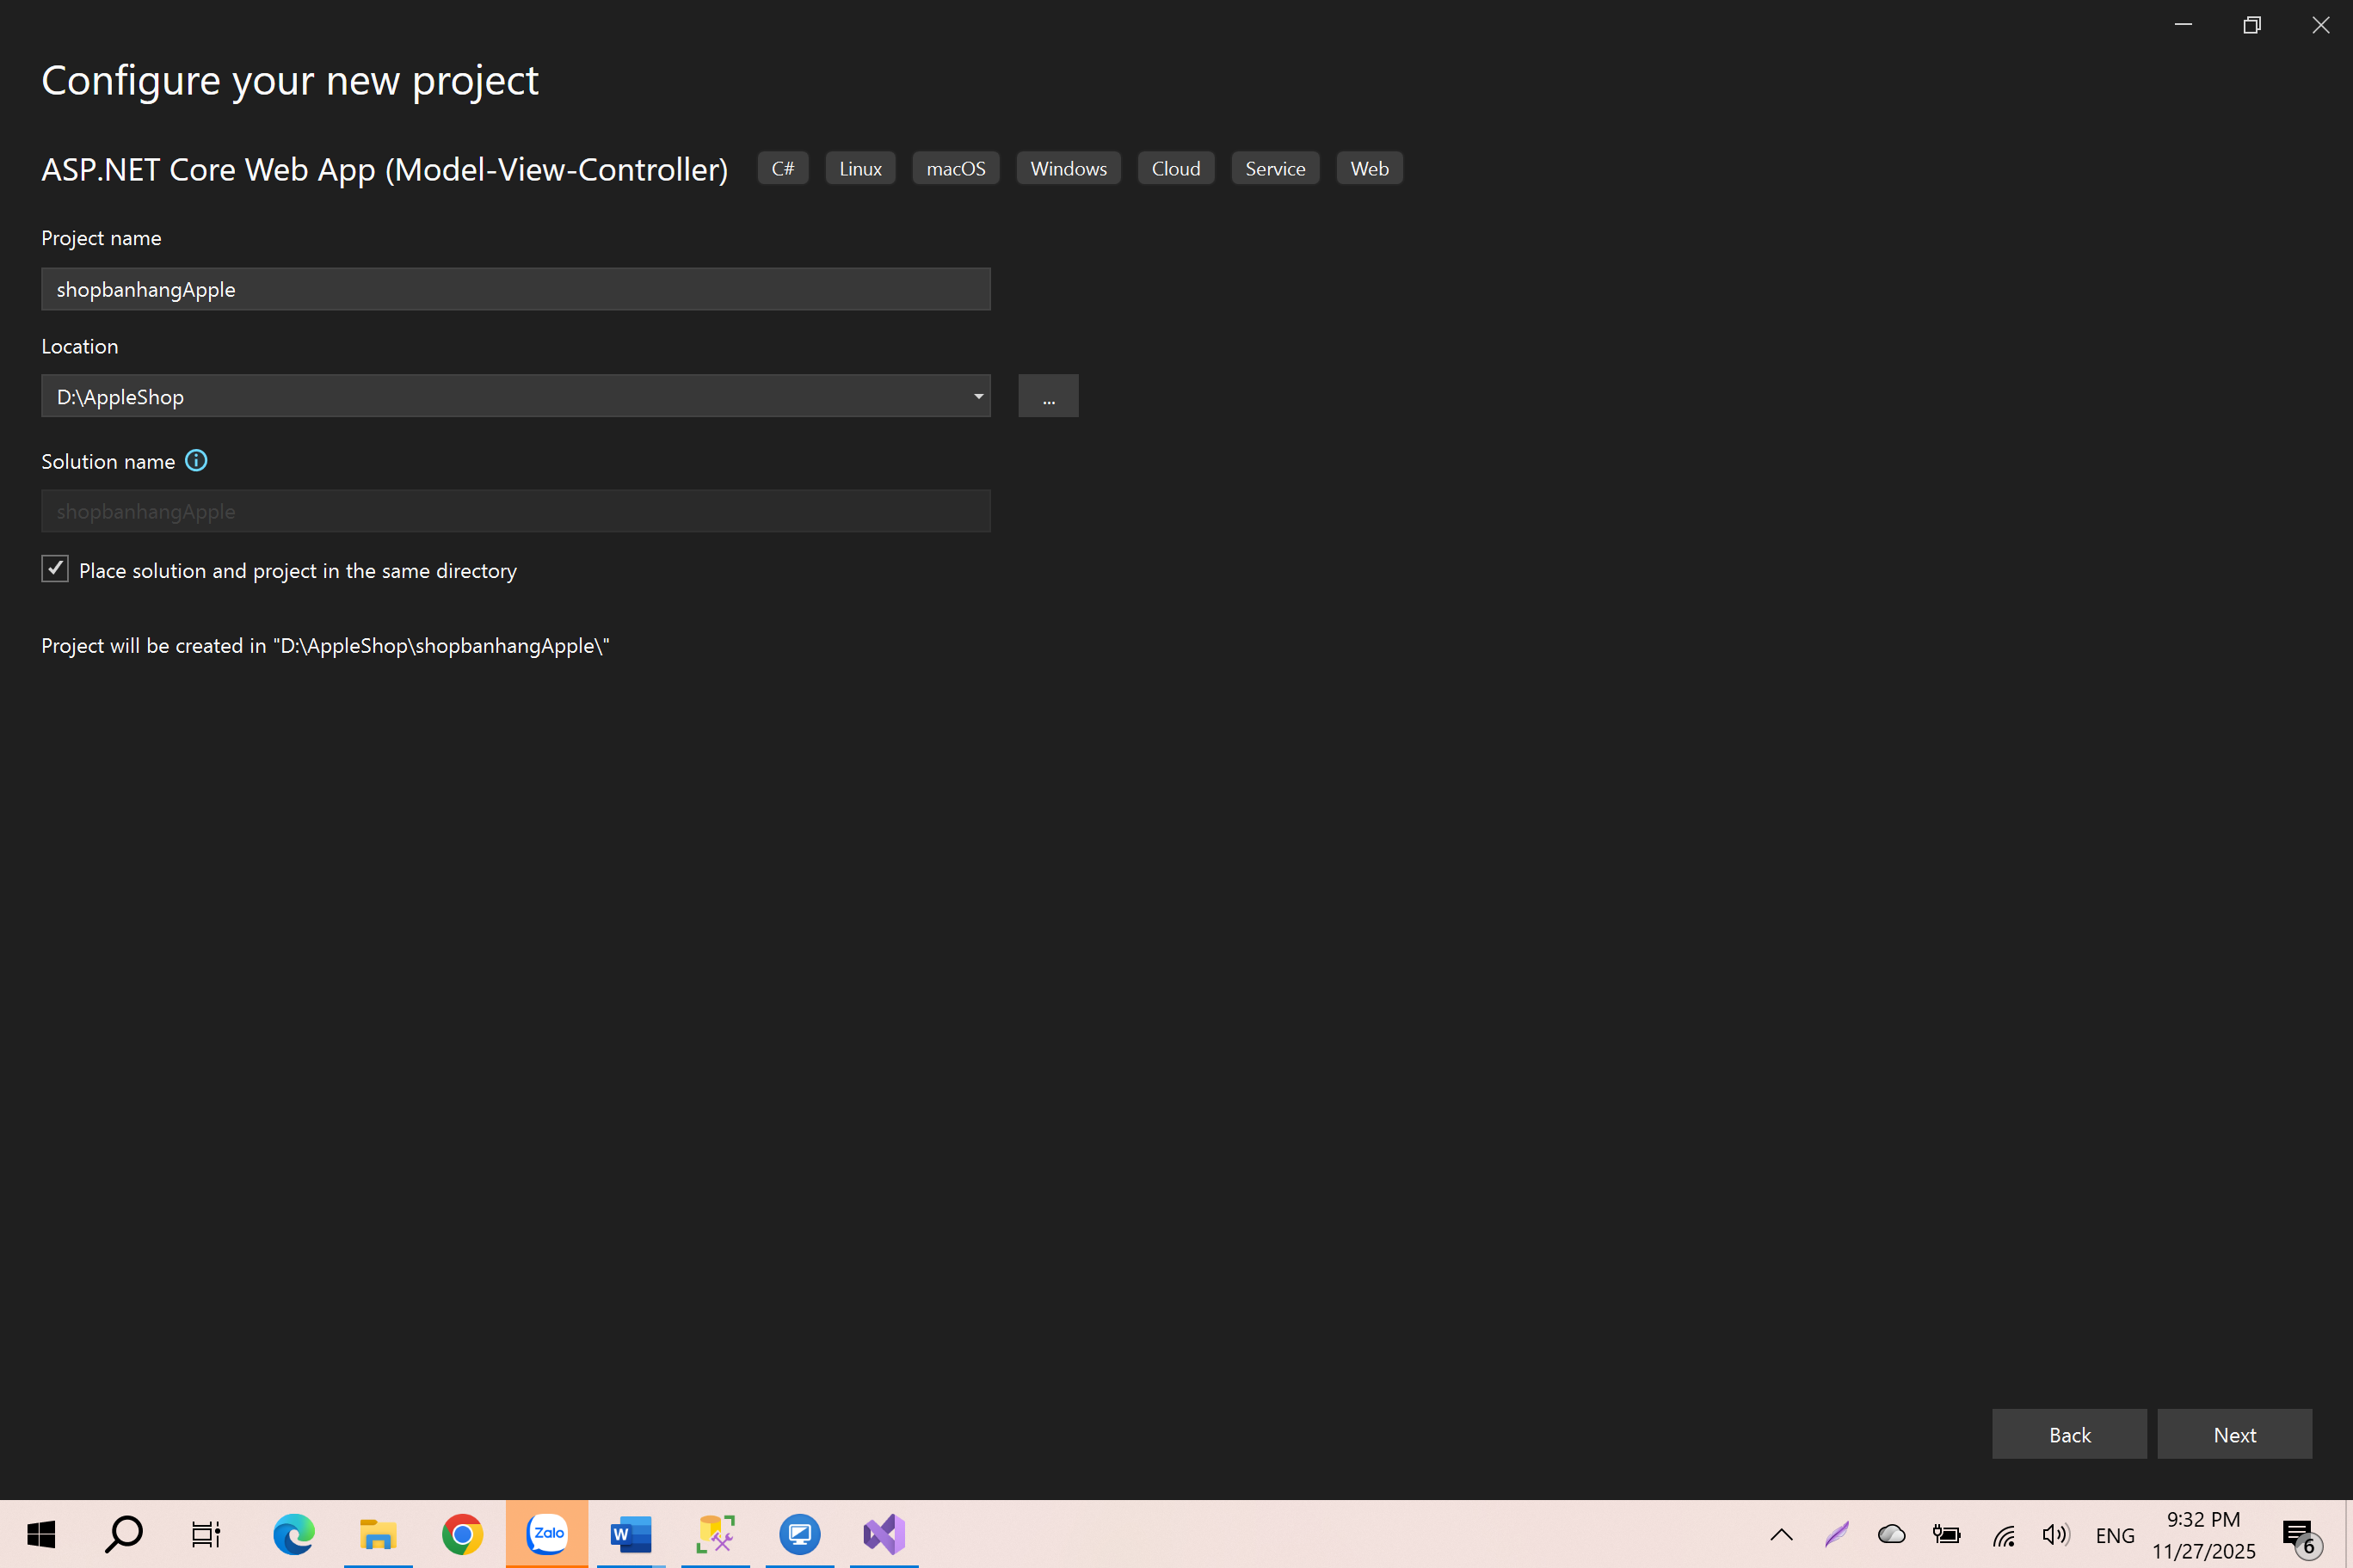 Configure your new project
ASP.NET Core Web App (Model-View-Controller) C# Linux macOS Windows Cloud Service Web
Project name
shopbanhangApple
Location
D:\AppleShop
...
Solution name
shopbanhangApple
Place solution and project in the same directory
Project will be created in "D:\AppleShop\shopbanhangApple\"
Back Next
Zalo
W
ENG
9:32 PM
11/27/2025
6